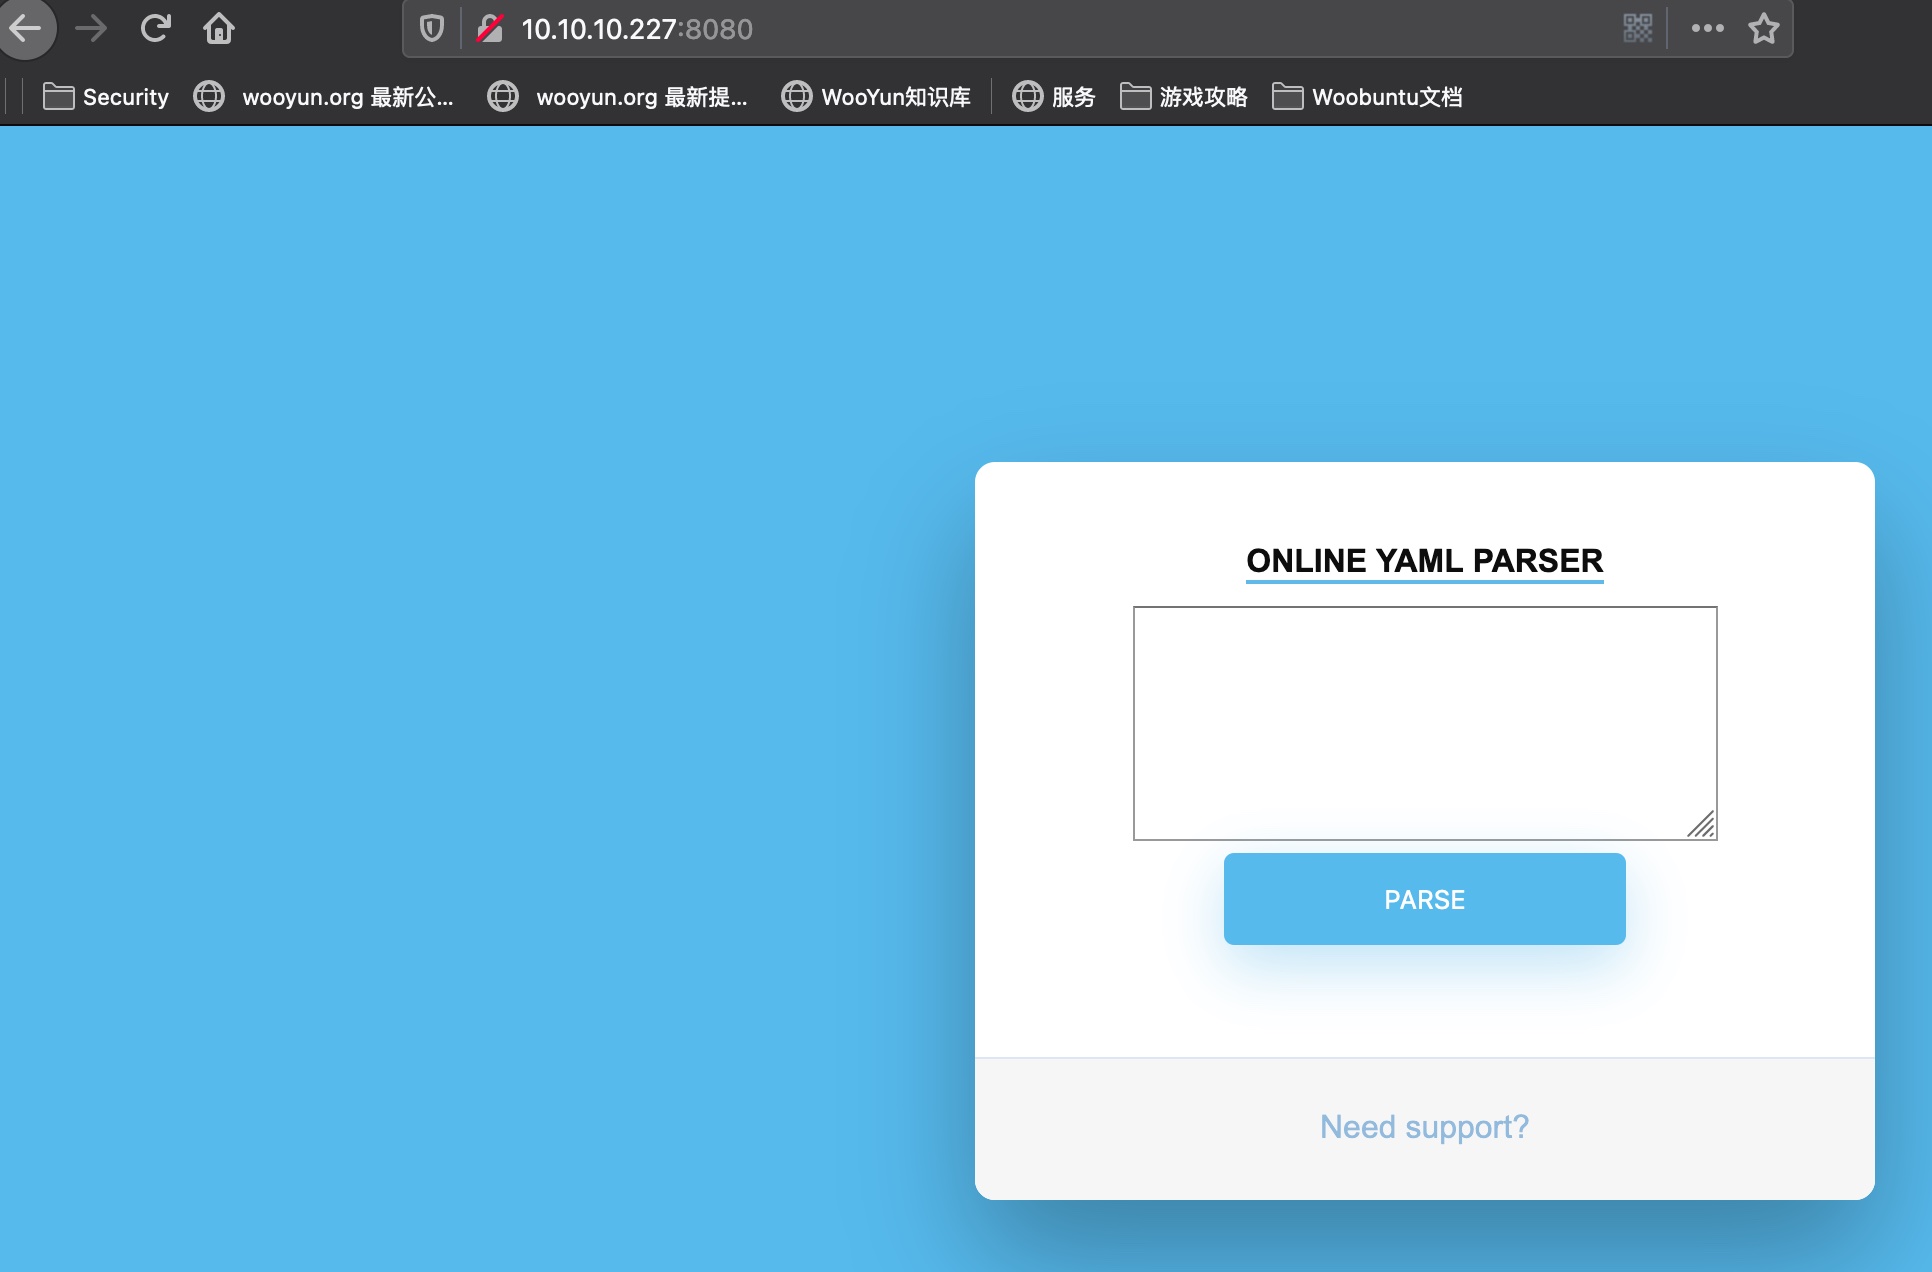 10.10.10.227:8080
Security wooyun.org 最新公... wooyun.org 最新提... WooYun知识库 服务 游戏攻略 Woobuntu文档
ONLINE YAML PARSER
PARSE
Need support?